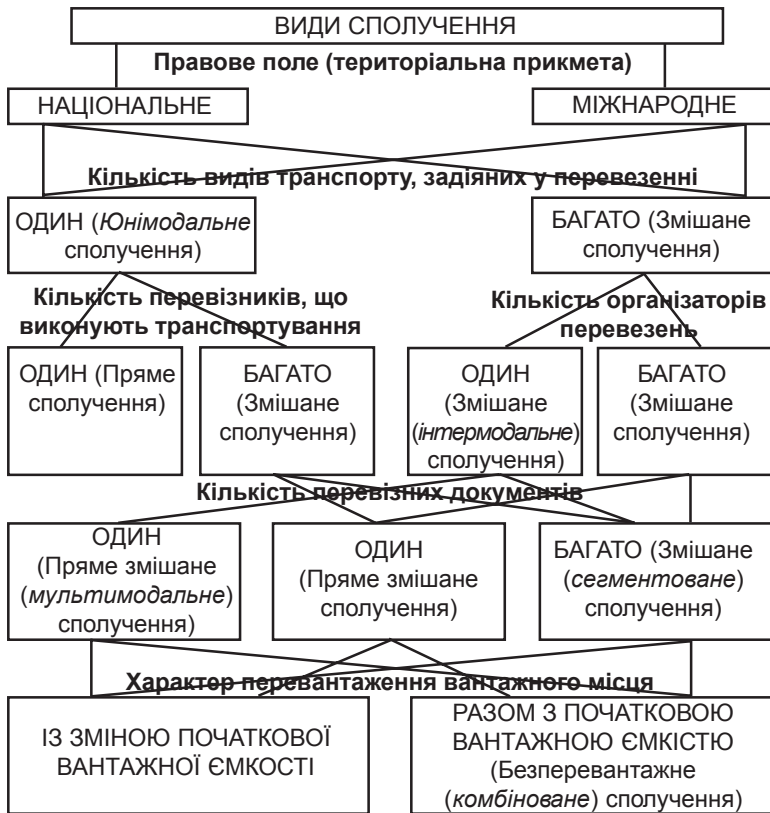 ВИДИ СПОЛУЧЕННЯ
Правове поле (територіальна прикмета)
НАЦІОНАЛЬНЕ
МІЖНАРОДНЕ
Кількість видів транспорту, задіяних у перевезенні
ОДИН (Юнімодальне
сполучення)
БАГАТО (Змішане
сполучення)
Кількість перевізників, що
виконують транспортування
Кількість організаторів
перевезень
ОДИН (Пряме
сполучення)
БАГАТО
(Змішане
сполучення)
ОДИН
(Змішане
(інтермодальне)
сполучення)
БАГАТО
(Змішане
сполучення)
Кількість перевізних документів
ОДИН
(Пряме змішане
(мультимодальне)
сполучення)
ОДИН
(Пряме змішане
сполучення)
БАГАТО (Змішане
(сегментоване)
сполучення)
Характер перевантаження вантажного місця
ІЗ ЗМІНОЮ ПОЧАТКОВОЇ
ВАНТАЖНОЇ ЄМКОСТІ
РАЗОМ З ПОЧАТКОВОЮ
ВАНТАЖНОЮ ЄМКІСТЮ
(Безперевантажне
(комбіноване) сполучення)